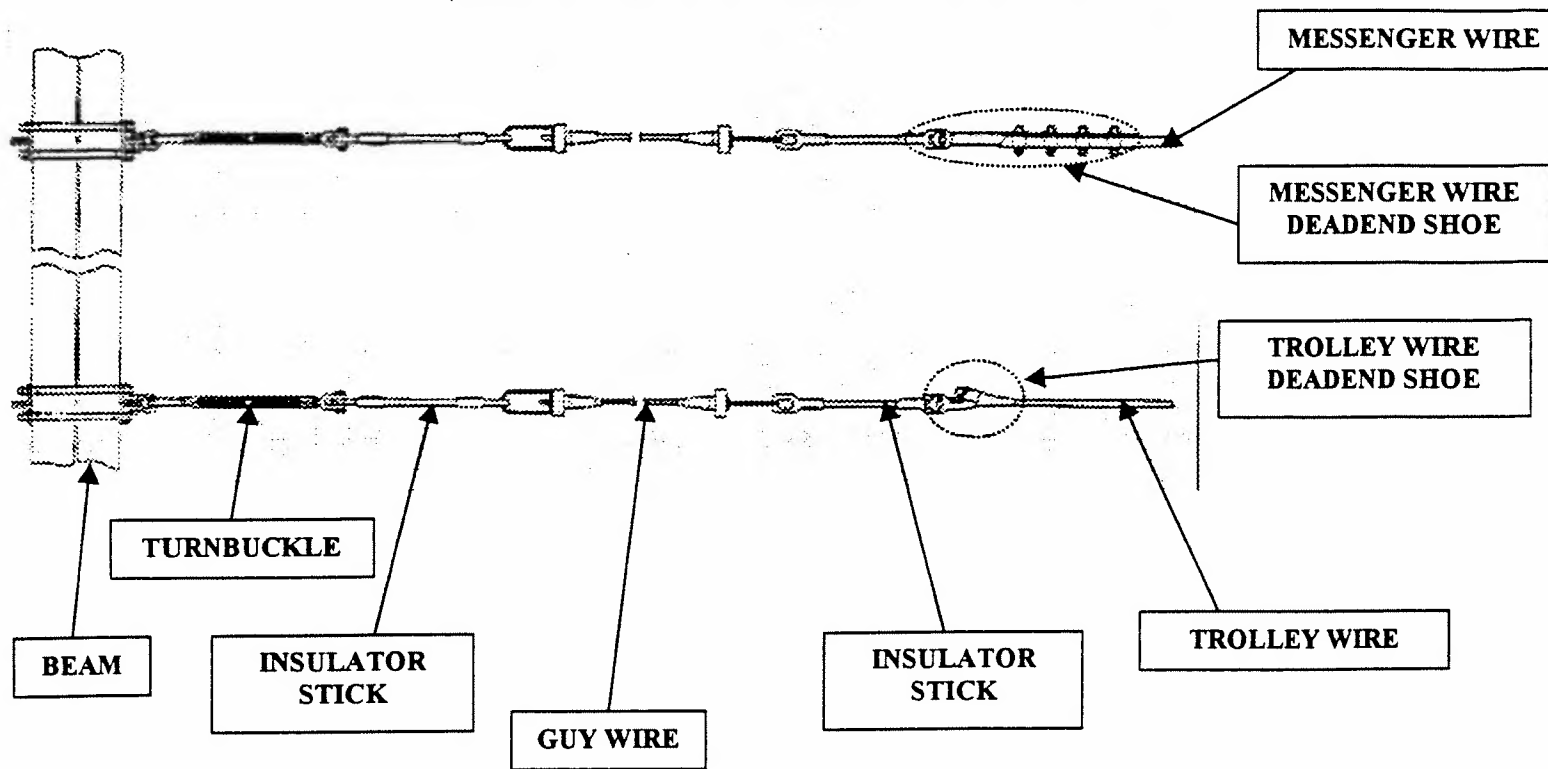 MESSENGER WIRE
MESSENGER WIRE
DEADEND SHOE
TROLLEY WIRE
DEADEND SHOE
TURNBUCKLE
BEAM
INSULATOR
STICK
GUY WIRE
INSULATOR
STICK
TROLLEY WIRE